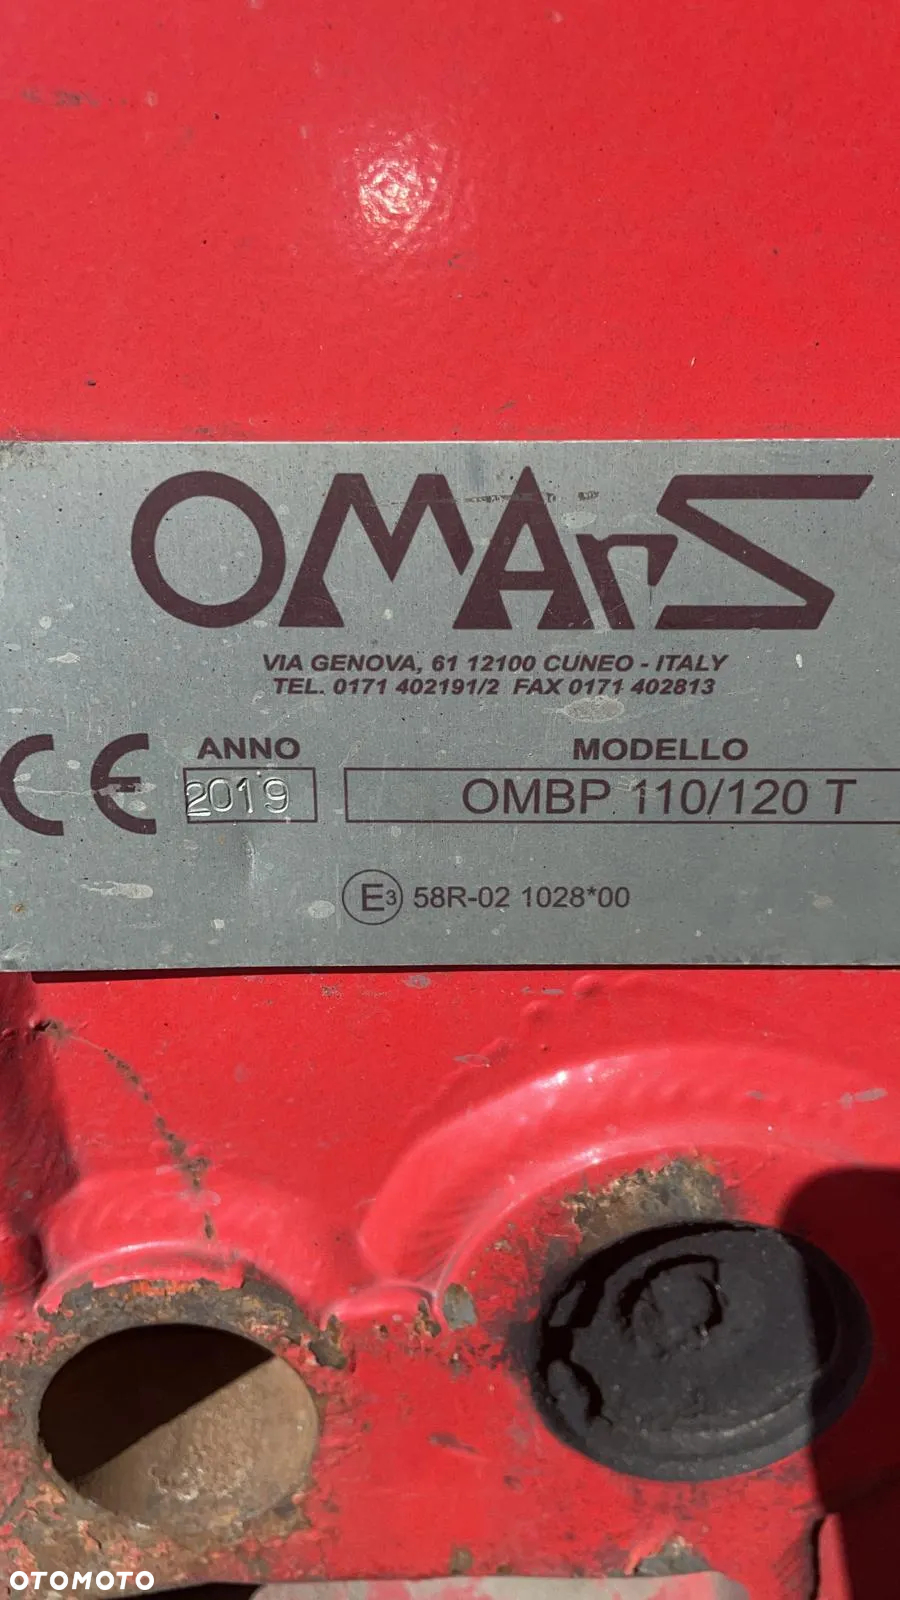 OMArS
VIA GENOVA, 61 12100 CUNEO - ITALY
TEL. 0171 402191/2 FAX 0171 402813
CE
ANNO
2019
MODELLO
OMBP 110/120 T
E3 58R-02 1028*00
OTOMOTO